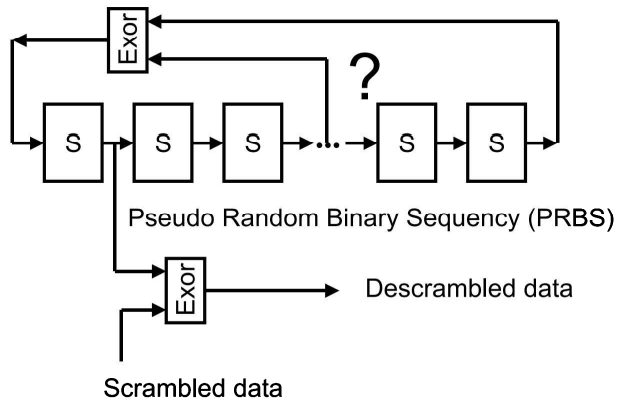 Exor
?
S S S ... S S
Pseudo Random Binary Sequency (PRBS)
Exor
Descrambled data
Scrambled data